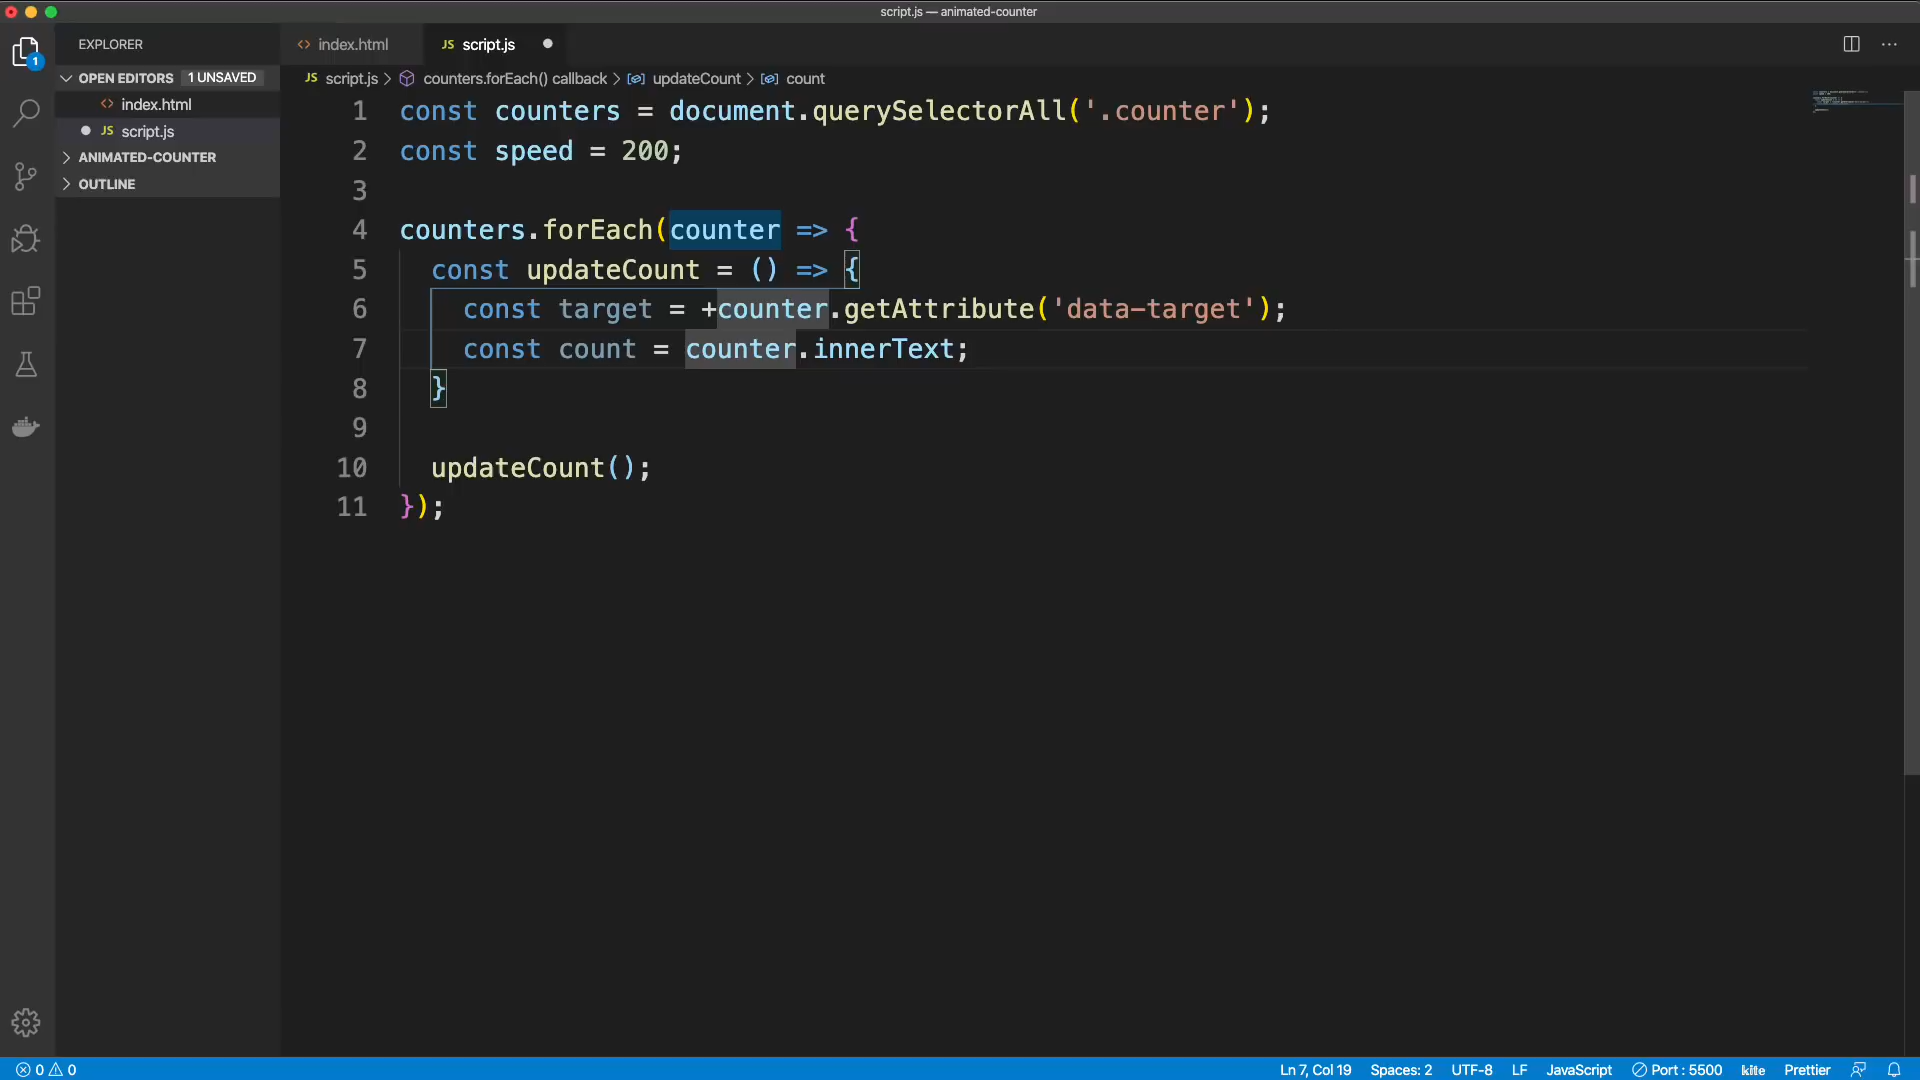 script.js — animated-counter
EXPLORER
index.html
JS script.js
1
OPEN EDITORS 1 UNSAVED
JS script.js > counters.forEach() callback > updateCount > count
index.html
JS script.js
ANIMATED-COUNTER
OUTLINE
1 const counters = document.querySelectorAll('.counter');
2 const speed = 200;
3
4 counters.forEach(counter => {
5 const updateCount = () => {
6 const target = +counter.getAttribute('data-target');
7 const count = counter.innerText;
8 }
9
10 updateCount();
11 });
0 0 Ln 7, Col 19 Spaces: 2 UTF-8 LF JavaScript Port : 5500 kite Prettier